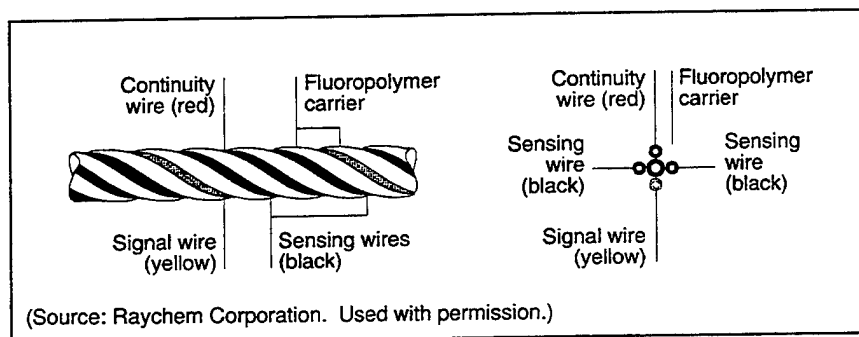 Continuity
wire (red)
Fluoropolymer
carrier
Signal wire
(yellow)
Sensing wires
(black)
Continuity
wire (red)
Fluoropolymer
carrier
Sensing
wire
(black)
Sensing
wire
(black)
Signal wire
(yellow)
(Source: Raychem Corporation. Used with permission.)